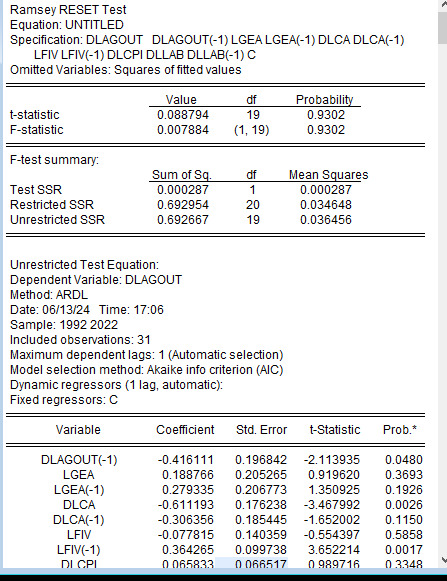 Ramsey RESET Test
Equation: UNTITLED
Specification: DLAGOUT DLAGOUT(-1) LGEA LGEA(-1) DLCA DLCA(-1)
LFIV LFIV(-1) DLCPI DLLAB DLLAB(-1) C
Omitted Variables: Squares of fitted values
Value df Probability
t-statistic 0.088794 19 0.9302
F-statistic 0.007884 (1, 19) 0.9302
F-test summary:
Sum of Sq. df Mean Squares
Test SSR 0.000287 1 0.000287
Restricted SSR 0.692954 20 0.034648
Unrestricted SSR 0.692667 19 0.036456
Unrestricted Test Equation:
Dependent Variable: DLAGOUT
Method: ARDL
Date: 06/13/24 Time: 17:06
Sample: 1992 2022
Included observations: 31
Maximum dependent lags: 1 (Automatic selection)
Model selection method: Akaike info criterion (AIC)
Dynamic regressors (1 lag, automatic):
Fixed regressors: C
Variable Coefficient Std. Error t-Statistic Prob.*
DLAGOUT(-1) -0.416111 0.196842 -2.113935 0.0480
LGEA 0.188766 0.205265 0.919620 0.3693
LGEA(-1) 0.279335 0.206773 1.350925 0.1926
DLCA -0.611193 0.176238 -3.467992 0.0026
DLCA(-1) -0.306356 0.185445 -1.652002 0.1150
LFIV -0.077815 0.140359 -0.554397 0.5858
LFIV(-1) 0.364265 0.099738 3.652214 0.0017
DLCPI 0.065833 0.066517 0.989716 0.3348